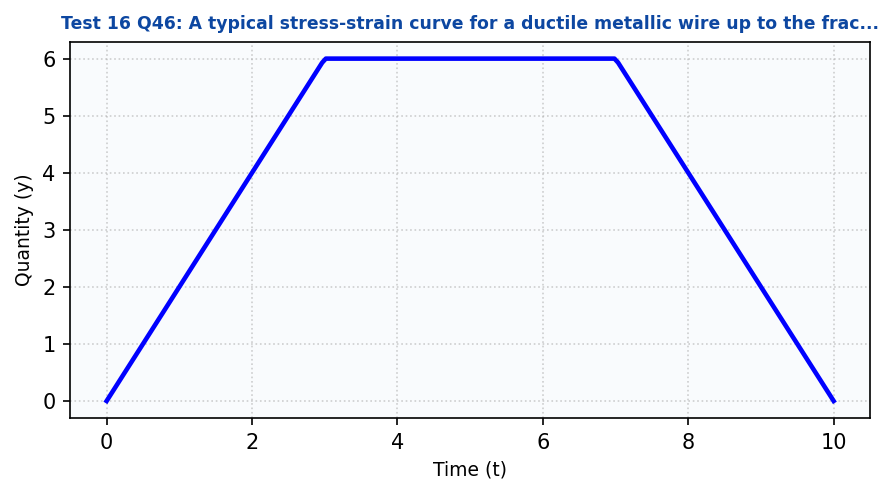 Test 16 Q46: A typical stress-strain curve for a ductile metallic wire up to the frac...
6
5
4
3
2
1
0
Quantity (y)
0 2 4 6 8 10
Time (t)